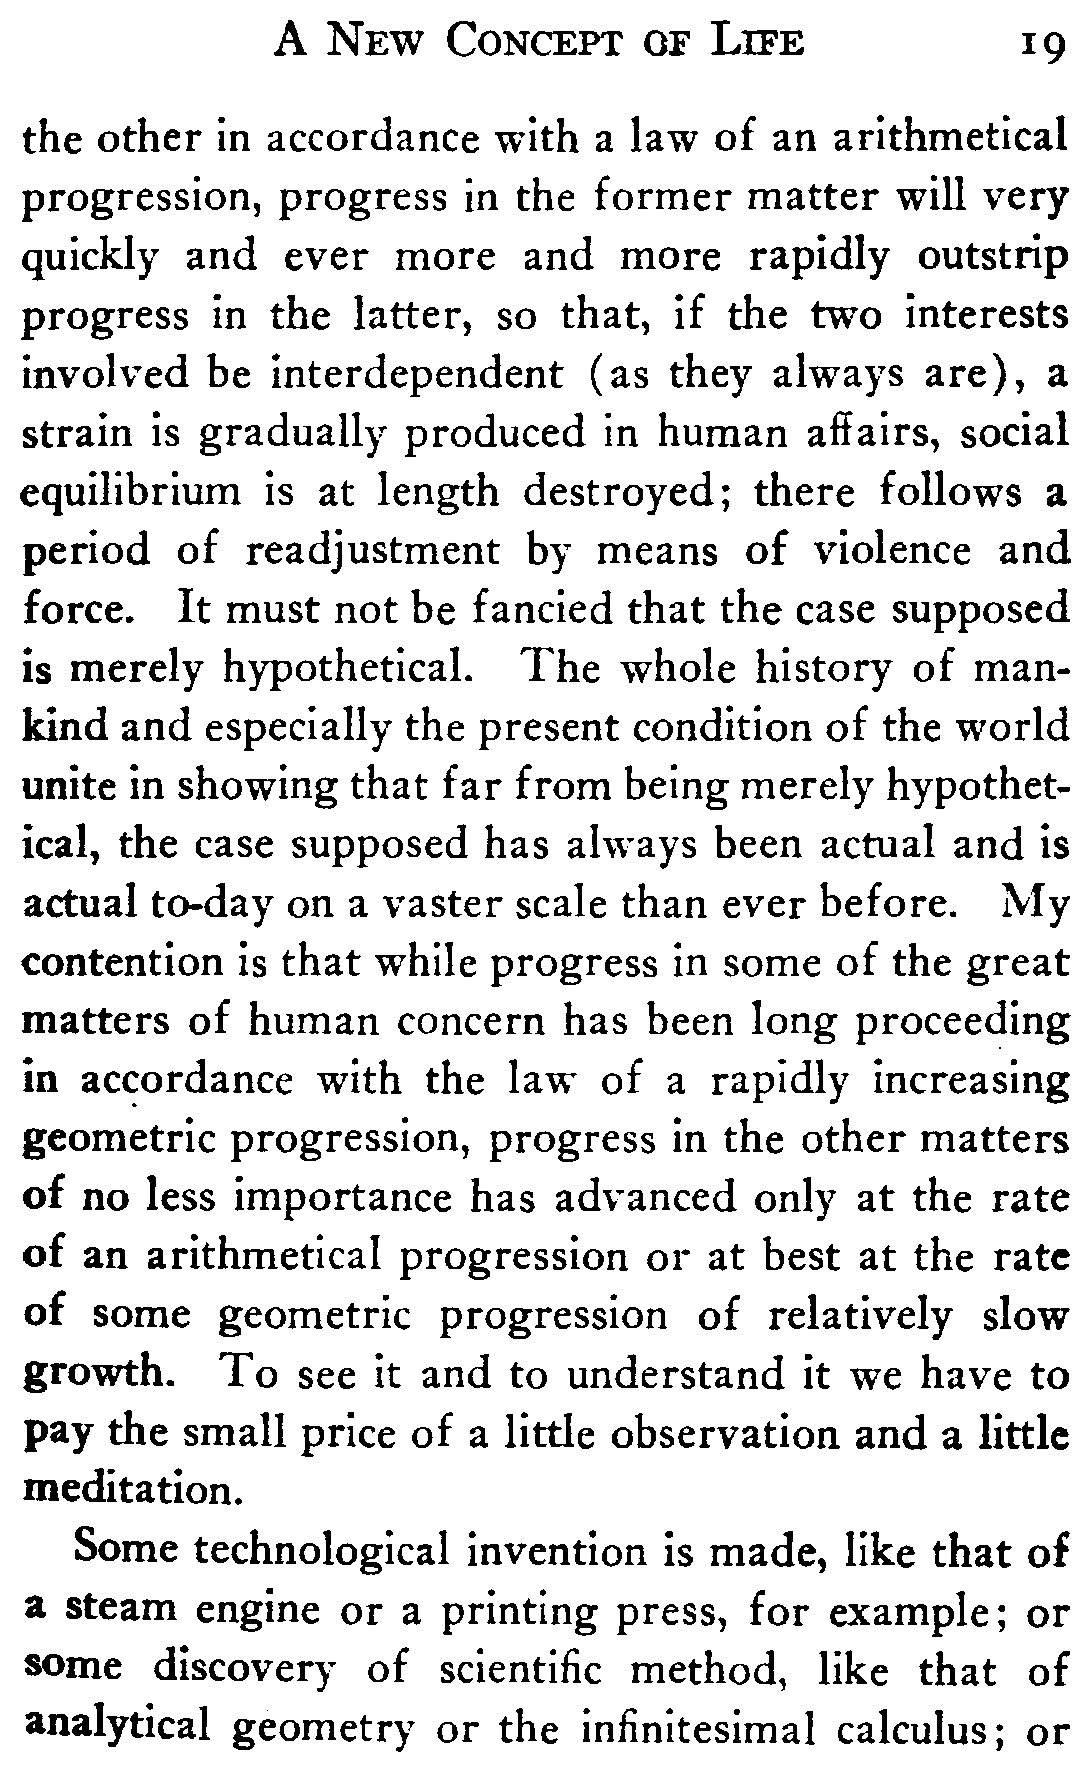 A New Concept of Life 19
the other in accordance with a law of an arithmetical
progression, progress in the former matter will very
quickly and ever more and more rapidly outstrip
progress in the latter, so that, if the two interests
involved be interdependent (as they always are), a
strain is gradually produced in human affairs, social
equilibrium is at length destroyed; there follows a
period of readjustment by means of violence and
force. It must not be fancied that the case supposed
is merely hypothetical. The whole history of man-
kind and especially the present condition of the world
unite in showing that far from being merely hypothet-
ical, the case supposed has always been actual and is
actual to-day on a vaster scale than ever before. My
contention is that while progress in some of the great
matters of human concern has been long proceeding
in accordance with the law of a rapidly increasing
geometric progression, progress in the other matters
of no less importance has advanced only at the rate
of an arithmetical progression or at best at the rate
of some geometric progression of relatively slow
growth. To see it and to understand it we have to
pay the small price of a little observation and a little
meditation.
Some technological invention is made, like that of
a steam engine or a printing press, for example; or
some discovery of scientific method, like that of
analytical geometry or the infinitesimal calculus; or